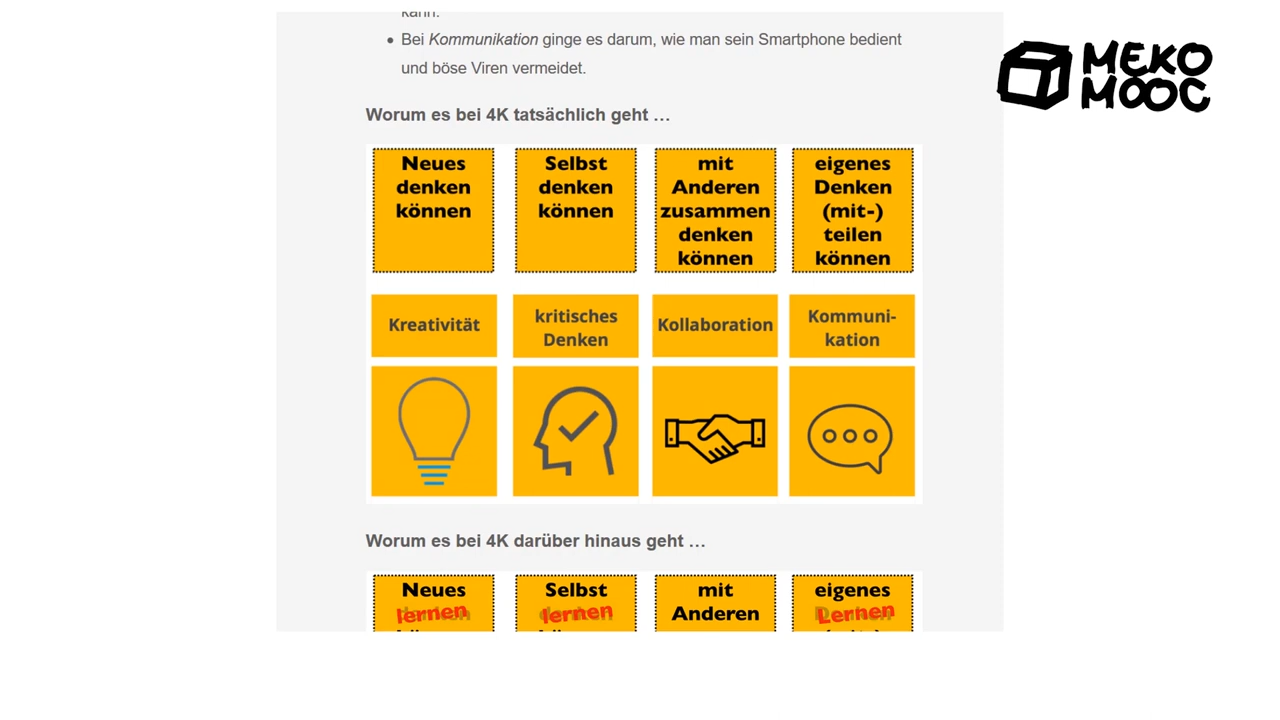 kann.
Bei Kommunikation ginge es darum, wie man sein Smartphone bedient
und böse Viren vermeidet.
MEKO
MOOC
Worum es bei 4K tatsächlich geht …
Neues
denken
können
Selbst
denken
können
mit
Anderen
zusammen
denken
können
eigenes
Denken
(mit-)
teilen
können
Kreativität
kritisches
Denken
Kollaboration
Kommuni-
kation
Worum es bei 4K darüber hinaus geht …
Neues
lernen
Selbst
lernen
mit
Anderen
eigenes
Lernen